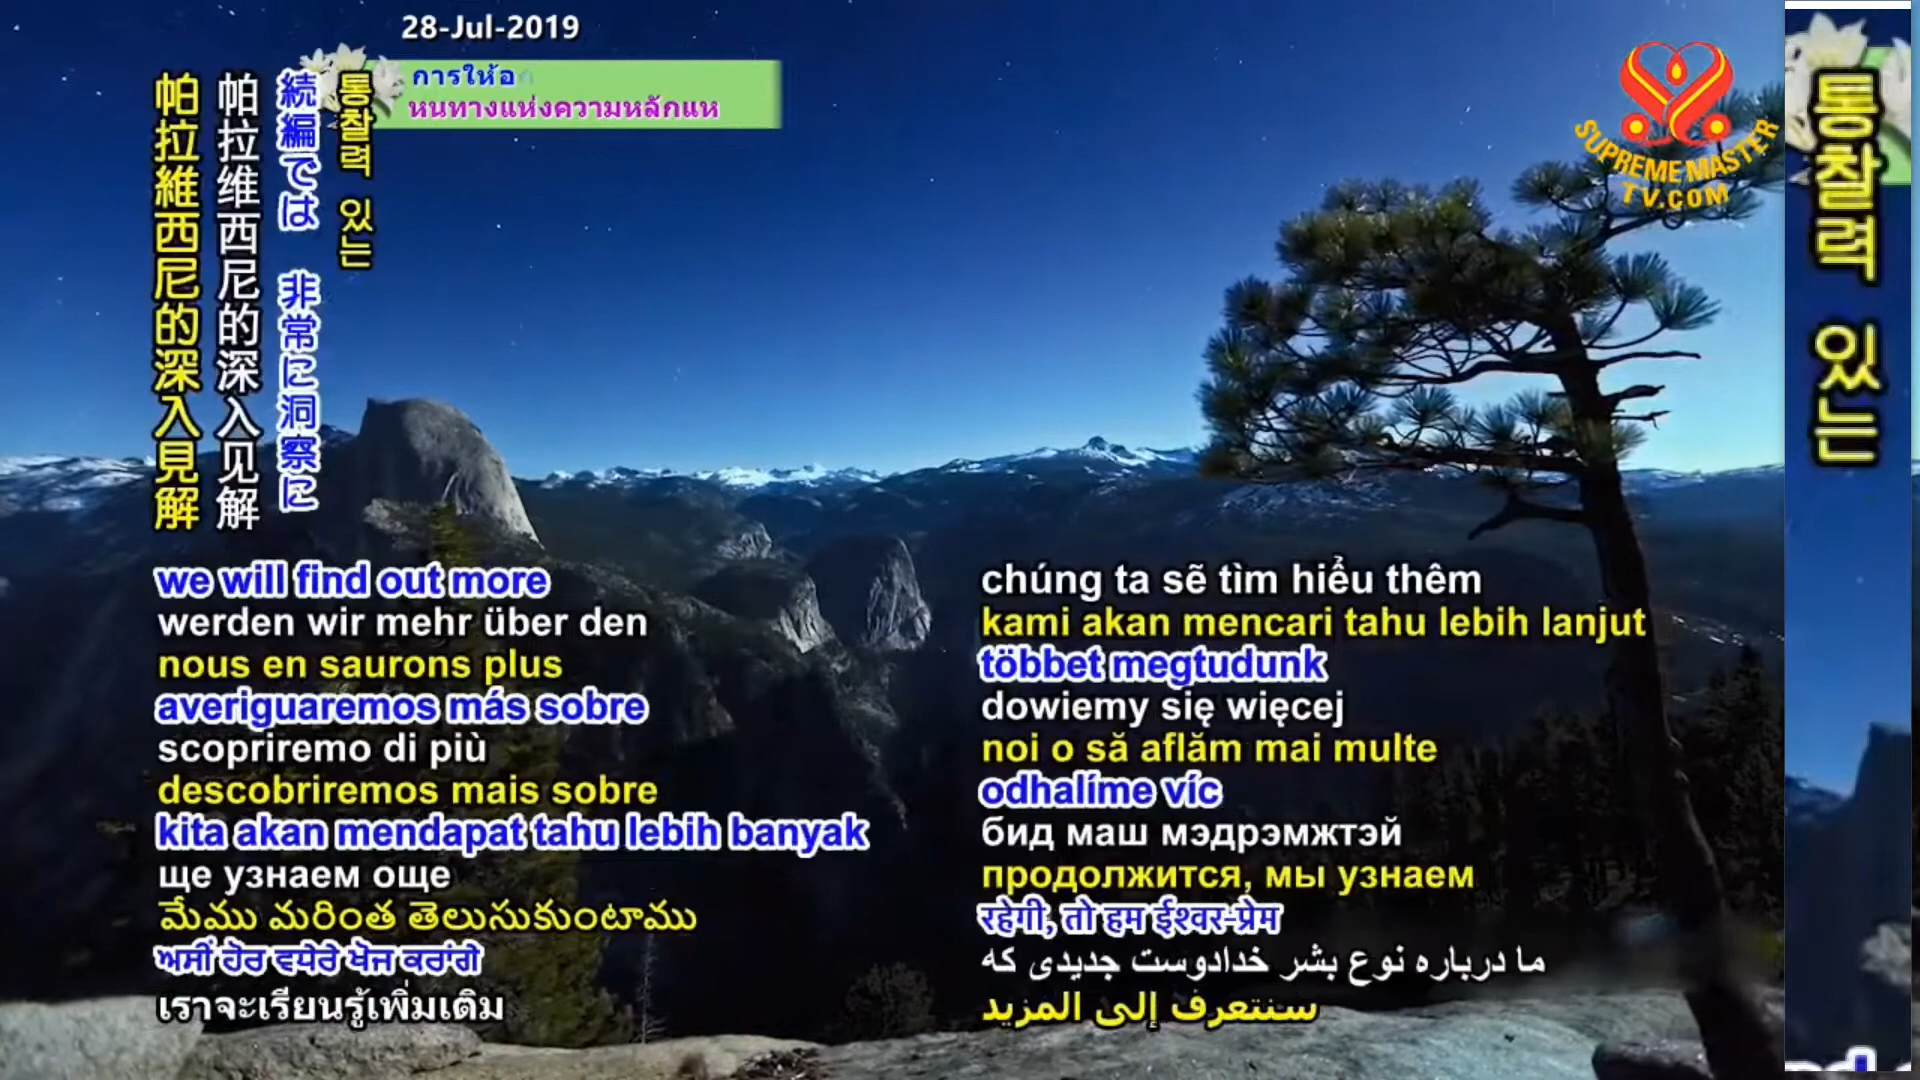 28-Jul-2019
การให้อ
หนทางแห่งความหลักแห
帕拉維西尼的深入見解
帕拉维西尼的深入见解
続編では 非常に洞察に
통찰력 있는
SUPREME MASTER
TV.COM
통찰력 있는
we will find out more
werden wir mehr über den
nous en saurons plus
averiguaremos más sobre
scopriremo di più
descobriremos mais sobre
kita akan mendapat tahu lebih banyak
ще узнаем още
మేము మరింత తెలుసుకుంటాము
ਅਸੀਂ ਹੋਰ ਵਧੇਰੇ ਖੋਜ ਕਰਾਂਗੇ
เราจะเรียนรู้เพิ่มเติม
chúng ta sẽ tìm hiểu thêm
kami akan mencari tahu lebih lanjut
többet megtudunk
dowiemy się więcej
noi o să aflăm mai multe
odhalíme víc
бид маш мэдрэмжтэй
продолжится, мы узнаем
रहेगी, तो हम ईश्वर-प्रेम
ما درباره نوع بشر خدادوست جدیدی که
سنتعرف إلى المزيد